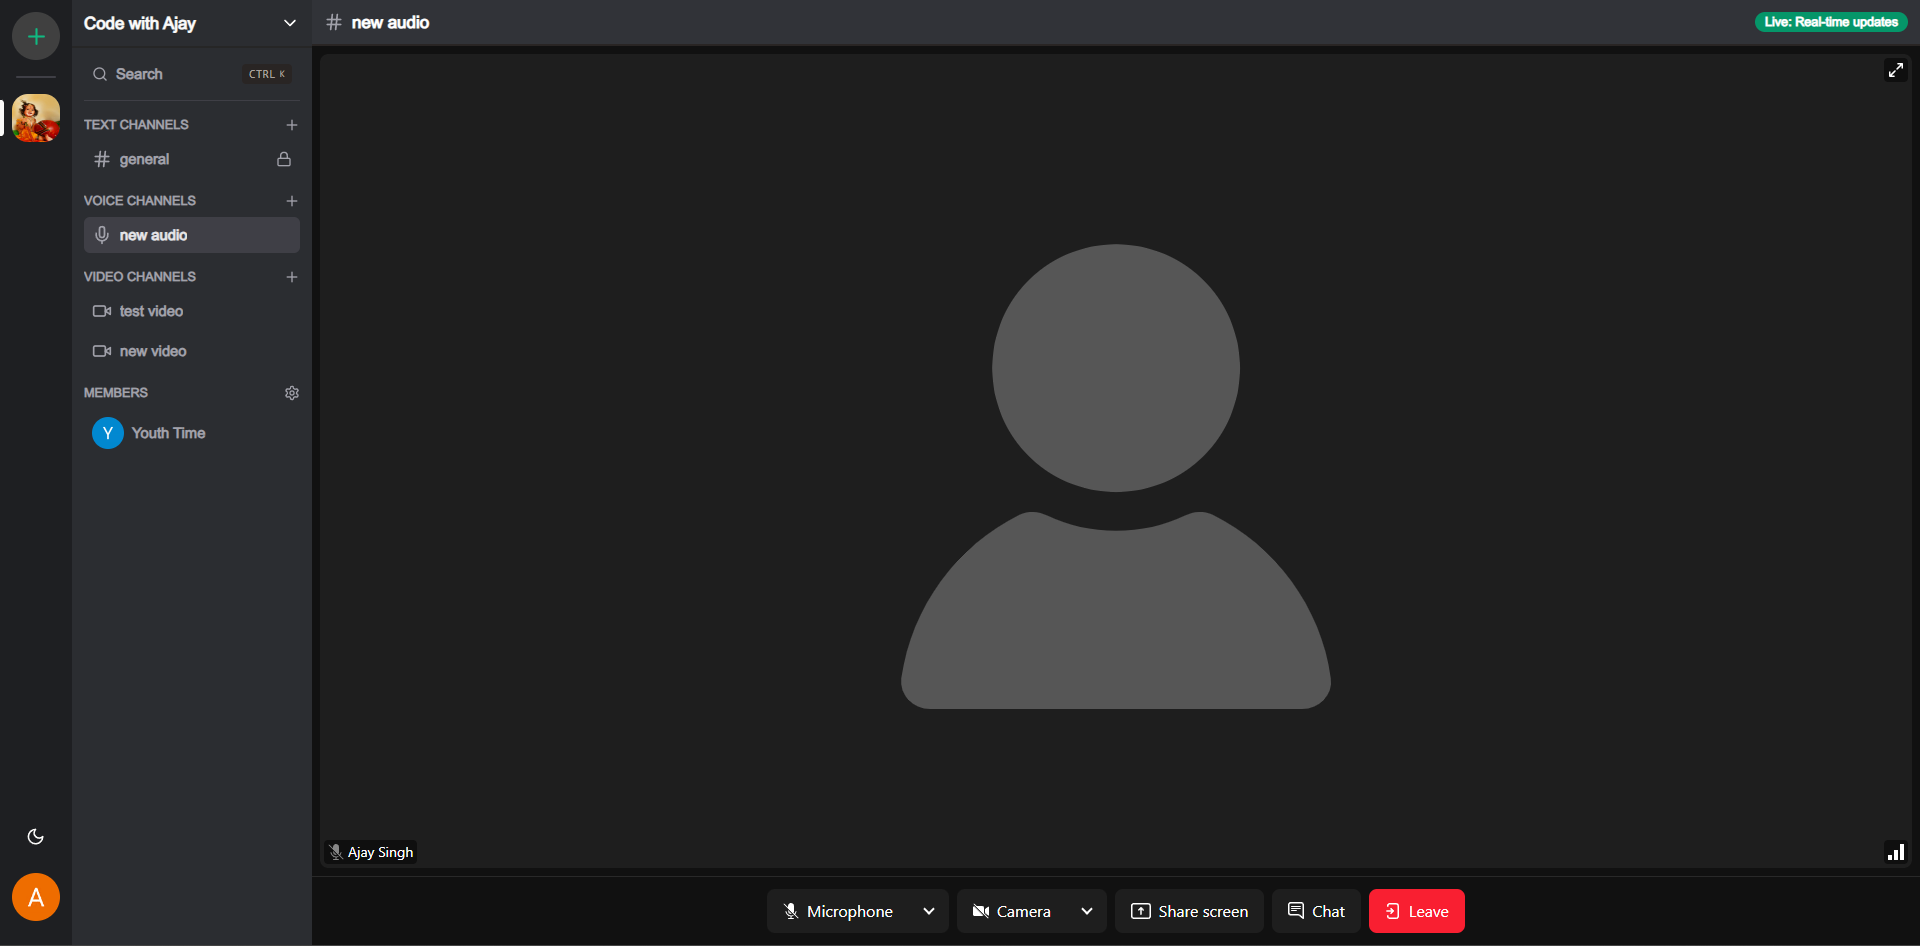 Code with Ajay
Search
CTRL K
TEXT CHANNELS
general
VOICE CHANNELS
new audio
VIDEO CHANNELS
test video
new video
MEMBERS
Y
Youth Time
A
# new audio
Live: Real-time updates
Ajay Singh
Microphone
Camera
Share screen
Chat
Leave